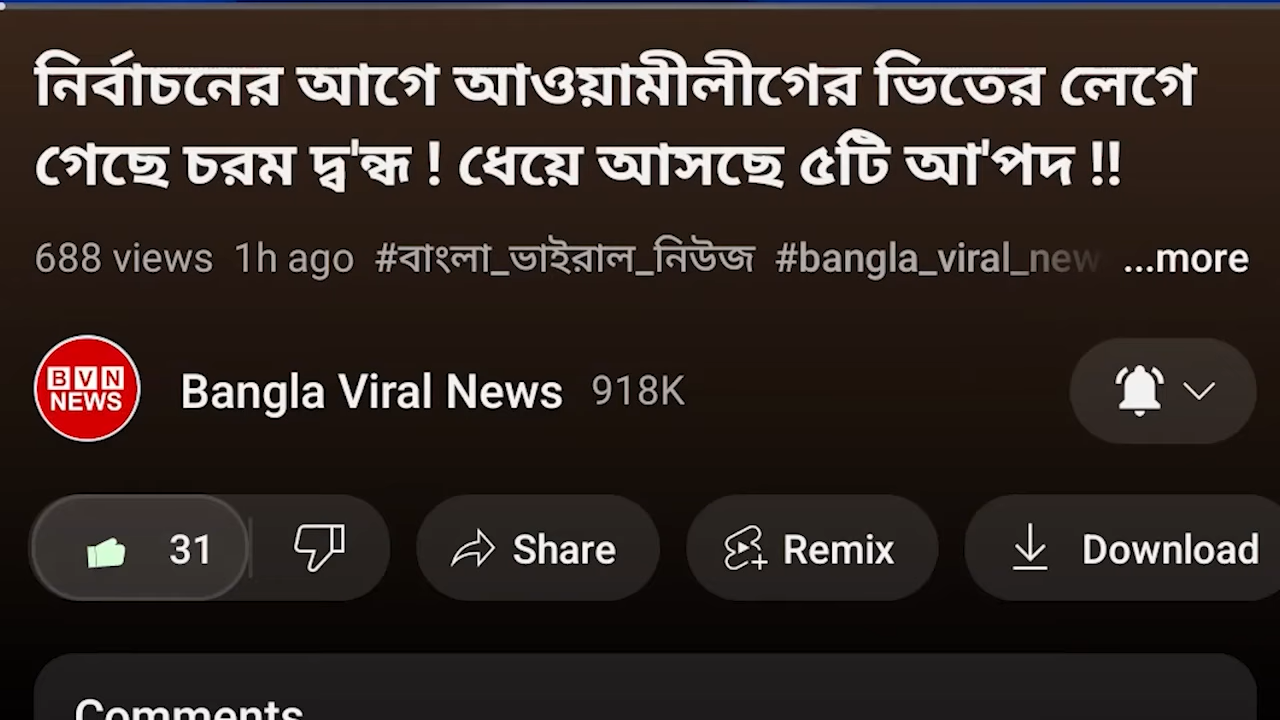 নির্বাচনের আগে আওয়ামীলীগের ভিতের লেগে
গেছে চরম দ্ব'ন্ধ ! ধেয়ে আসছে ৫টি আ'পদ !!
688 views 1h ago #বাংলা_ভাইরাল_নিউজ #bangla_viral_new ...more
BVN
NEWS
Bangla Viral News 918K
31 Share Remix Download
Comments